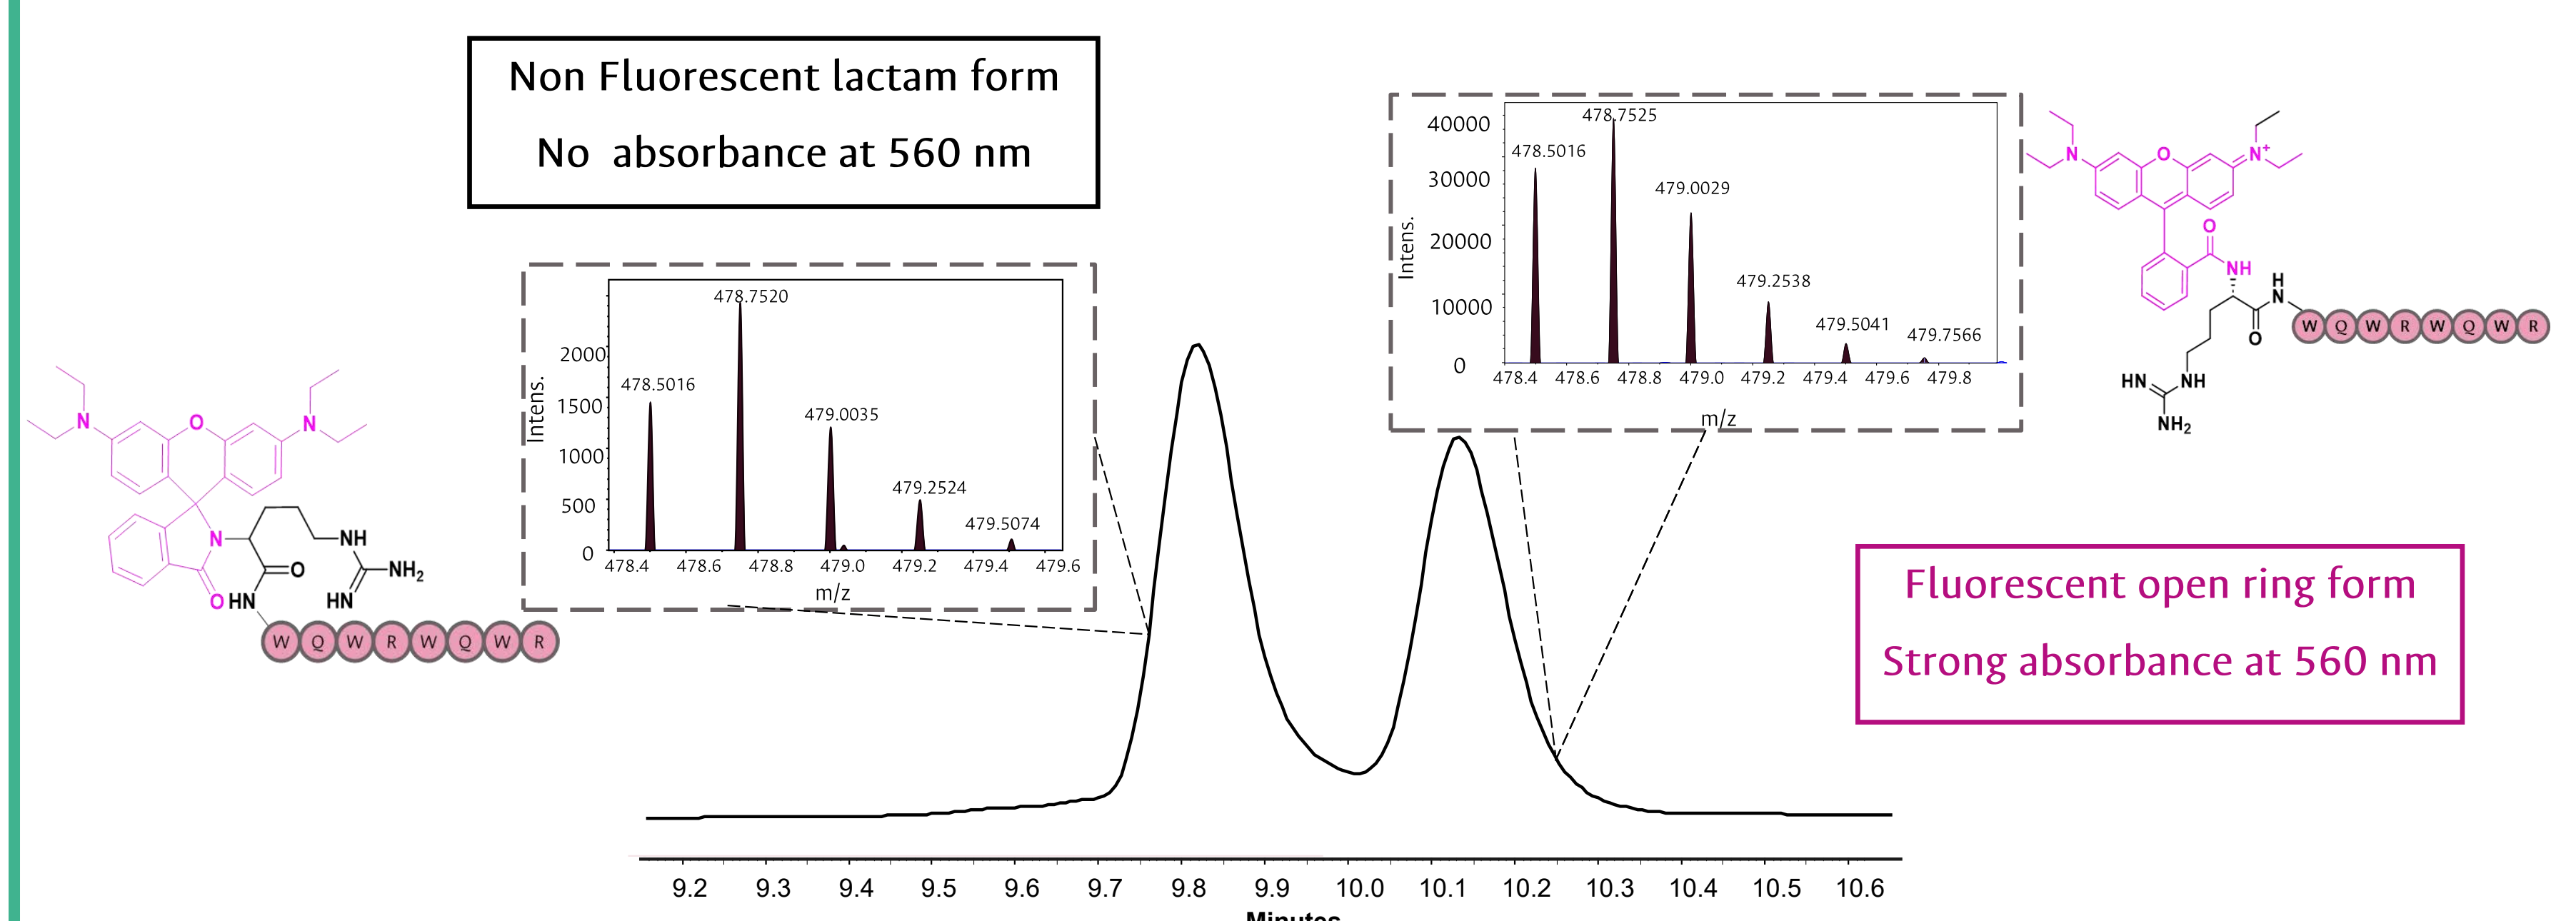 Non Fluorescent lactam form
No absorbance at 560 nm
40000
30000
20000
10000
0
Intens.
478.5016
478.7525
479.0029
479.2538
479.5041
479.7566
478.4 478.6 478.8 479.0 479.2 479.4 479.6 479.8
m/z
N
O
N+
O
NH
H
N
O
HN
NH
NH2
W Q W R W Q W R
2000
1500
1000
500
0
Intens.
478.5016
478.7520
479.0035
479.2524
479.5074
478.4 478.6 478.8 479.0 479.2 479.4 479.6
m/z
N
O
N
N
O
O
HN
NH
NH2
HN
W Q W R W Q W R
Fluorescent open ring form
Strong absorbance at 560 nm
9.2 9.3 9.4 9.5 9.6 9.7 9.8 9.9 10.0 10.1 10.2 10.3 10.4 10.5 10.6
Minutes